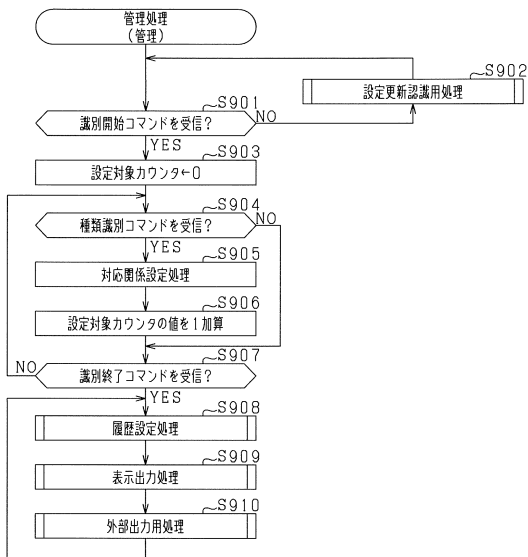 管理処理
(管理)
S902
設定更新認識用処理
S901
識別開始コマンドを受信?
NO
YES
S903
設定対象カウンタ←0
S904
種類識別コマンドを受信?
NO
YES
S905
対応関係設定処理
S906
設定対象カウンタの値を1加算
S907
NO
識別終了コマンドを受信?
YES
S908
履歴設定処理
S909
表示出力処理
S910
外部出力用処理